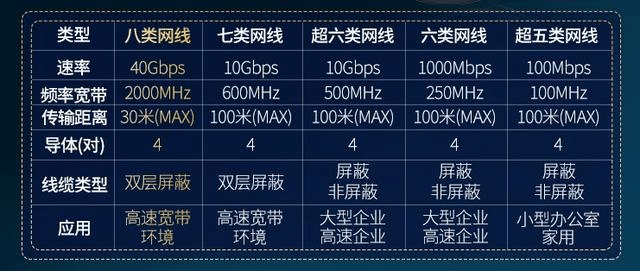 类型 八类网线 七类网线 超六类网线 六类网线 超五类网线
速率 40Gbps 10Gbps 10Gbps 1000Mbps 100Mbps
频率宽带 2000MHz 600MHz 500MHz 250MHz 100MHz
传输距离 30米(MAX) 100米(MAX) 100米(MAX) 100米(MAX) 100米(MAX)
导体(对) 4 4 4 4 4
线缆类型 双层屏蔽 双层屏蔽 屏蔽 非屏蔽 屏蔽 非屏蔽 屏蔽 非屏蔽
应用 高速宽带 环境 高速宽带 环境 大型企业 高速企业 大型企业 高速企业 小型办公室 家用